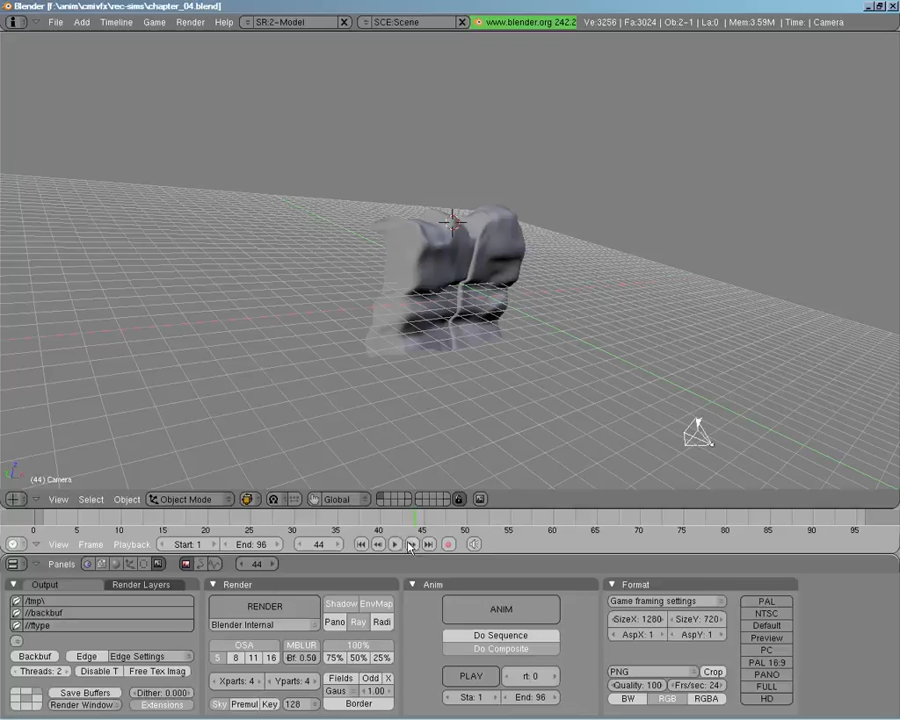 Blender [f:\anim\cmivfx\rec-sims\chapter_04.blend]
File Add Timeline Game Render Help SR:2-Model SCE:Scene www.blender.org 242.2 Ve:3256 | Fa:3024 | Ob:2-1 | La:0 | Mem:3.59M | Time: | Camera
(44) Camera
View Select Object Object Mode Global
0 5 10 15 20 25 30 35 40 45 50 55 60 65 70 75 80 85 90 95
View Frame Playback Start: 1 End: 96 44
Panels 44
Output Render Layers Render Anim Format
/tmp\
//backbuf
//ftype
Backbuf Edge Edge Settings
Threads: 2 Disable T Free Tex Imag
Save Buffers Dither: 0.000
Render Window Extensions
RENDER
Blender Internal
Shadow EnvMap
Pano Ray Radi
OSA MBLUR 100%
5 8 11 16 Bf: 0.50 75% 50% 25%
Xparts: 4 Yparts: 4 Fields Odd X
Gaus 1.00
Sky Premul Key 128 Border
ANIM
Do Sequence
Do Composite
PLAY rt: 0
Sta: 1 End: 96
Game framing settings
SizeX: 1280 SizeY: 720
AspX: 1 AspY: 1
PNG Crop
Quality: 100 Frs/sec: 24
BW RGB RGBA
PAL
NTSC
Default
Preview
PC
PAL 16:9
PANO
FULL
HD